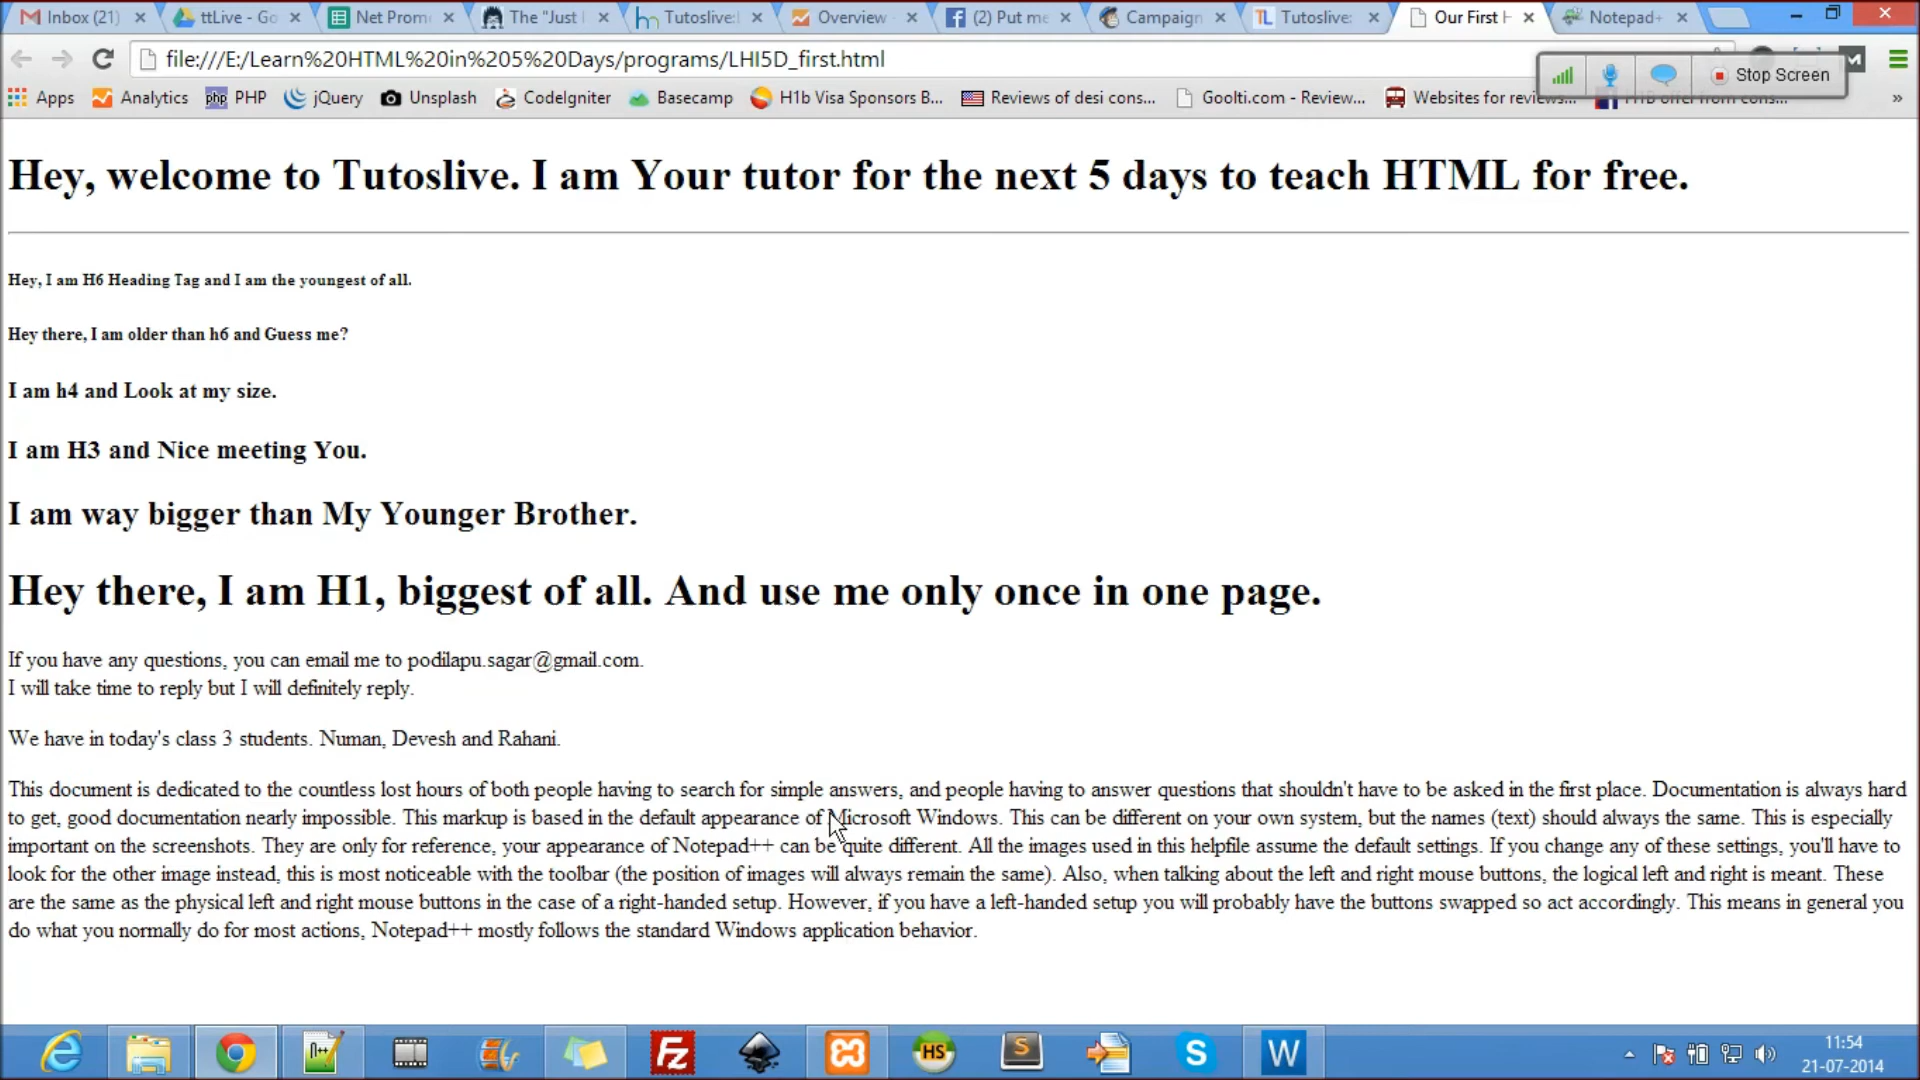 Inbox (21)
ttLive - Go
Net Prom
The "Just
Tutoslive:
Overview
(2) Put me
Campaign
Tutoslive:
Our First H
Notepad+
file:///E:/Learn%20HTML%20in%205%20Days/programs/LHI5D_first.html
Stop Screen
Apps
Analytics
php PHP
jQuery
Unsplash
CodeIgniter
Basecamp
H1b Visa Sponsors B...
Reviews of desi cons...
Goolti.com - Review...
Websites for reviews...
H1B offer from cons...
»
Hey, welcome to Tutoslive. I am Your tutor for the next 5 days to teach HTML for free.
Hey, I am H6 Heading Tag and I am the youngest of all.
Hey there, I am older than h6 and Guess me?
I am h4 and Look at my size.
I am H3 and Nice meeting You.
I am way bigger than My Younger Brother.
Hey there, I am H1, biggest of all. And use me only once in one page.
If you have any questions, you can email me to podilapu.sagar@gmail.com.
I will take time to reply but I will definitely reply.
We have in today's class 3 students. Numan, Devesh and Rahani.
This document is dedicated to the countless lost hours of both people having to search for simple answers, and people having to answer questions that shouldn't have to be asked in the first place. Documentation is always hard
to get, good documentation nearly impossible. This markup is based in the default appearance of Microsoft Windows. This can be different on your own system, but the names (text) should always the same. This is especially
important on the screenshots. They are only for reference, your appearance of Notepad++ can be quite different. All the images used in this helpfile assume the default settings. If you change any of these settings, you'll have to
look for the other image instead, this is most noticeable with the toolbar (the position of images will always remain the same). Also, when talking about the left and right mouse buttons, the logical left and right is meant. These
are the same as the physical left and right mouse buttons in the case of a right-handed setup. However, if you have a left-handed setup you will probably have the buttons swapped so act accordingly. This means in general you
do what you normally do for most actions, Notepad++ mostly follows the standard Windows application behavior.
11:54
21-07-2014